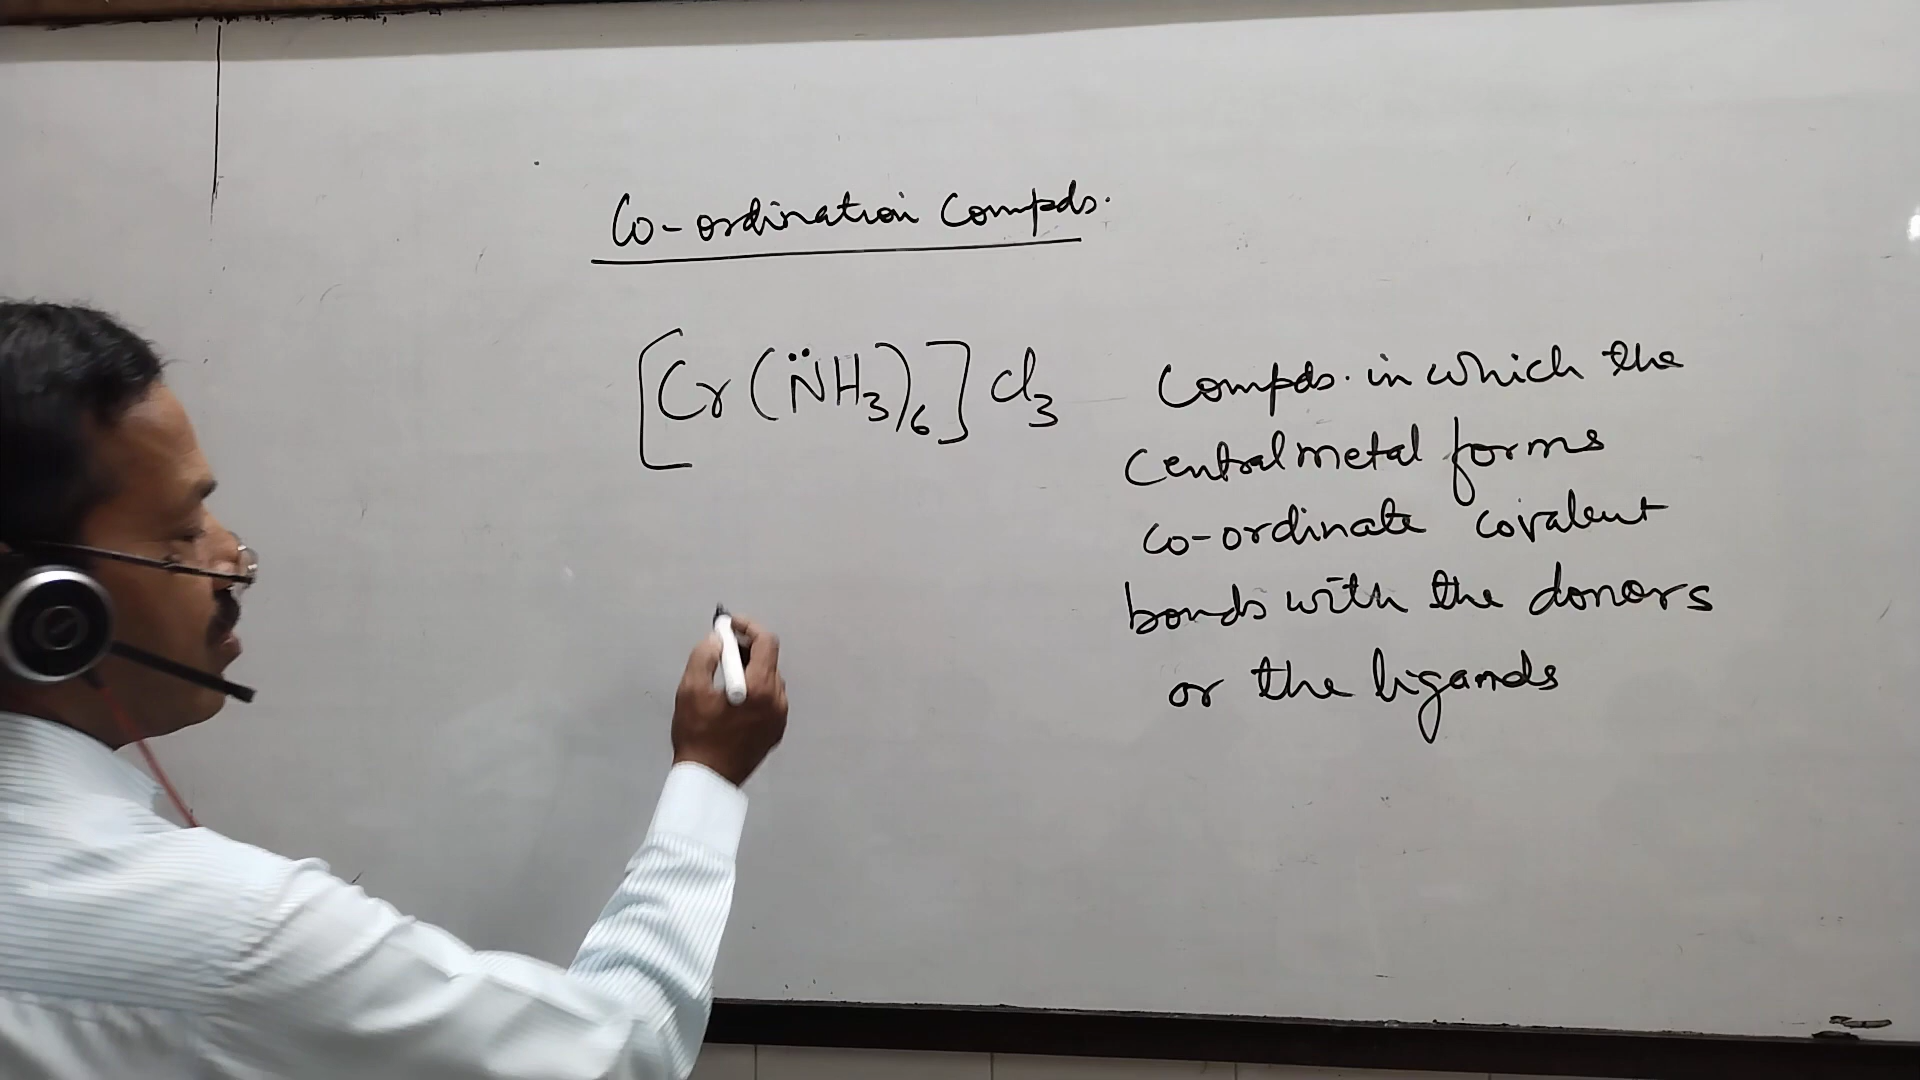 Co-ordination Compds.
[Cr(N̈H₃)₆]Cl₃
Compds. in which the
Central metal forms
co-ordinate covalent
bonds with the donors
or the ligands